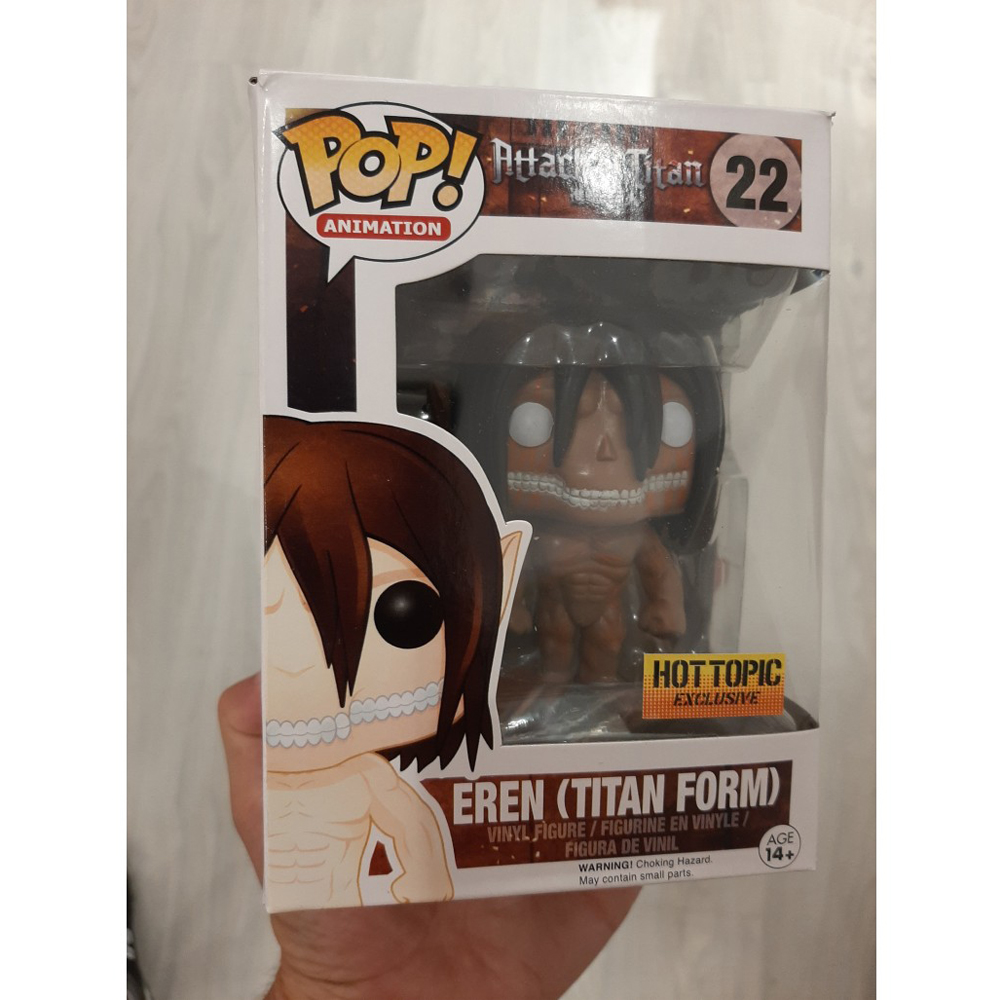 POP!
ANIMATION
Attack Titan
22
HOT TOPIC
EXCLUSIVE
EREN (TITAN FORM)
VINYL FIGURE / FIGURINE EN VINYLE /
FIGURA DE VINIL
WARNING! Choking Hazard.
May contain small parts.
AGE
14+